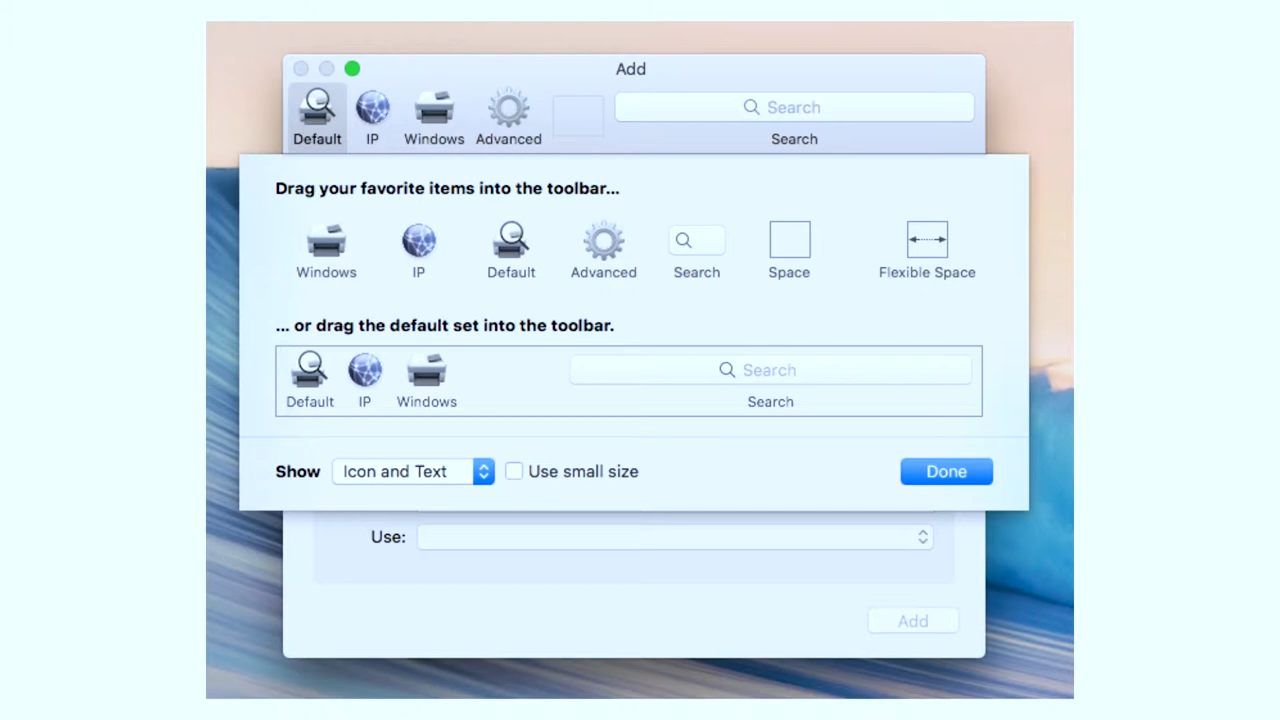 Add
Search
Default IP Windows Advanced Search
Drag your favorite items into the toolbar...
Windows IP Default Advanced Search Space Flexible Space
... or drag the default set into the toolbar.
Search
Default IP Windows Search
Show Icon and Text Use small size Done
Use:
Add